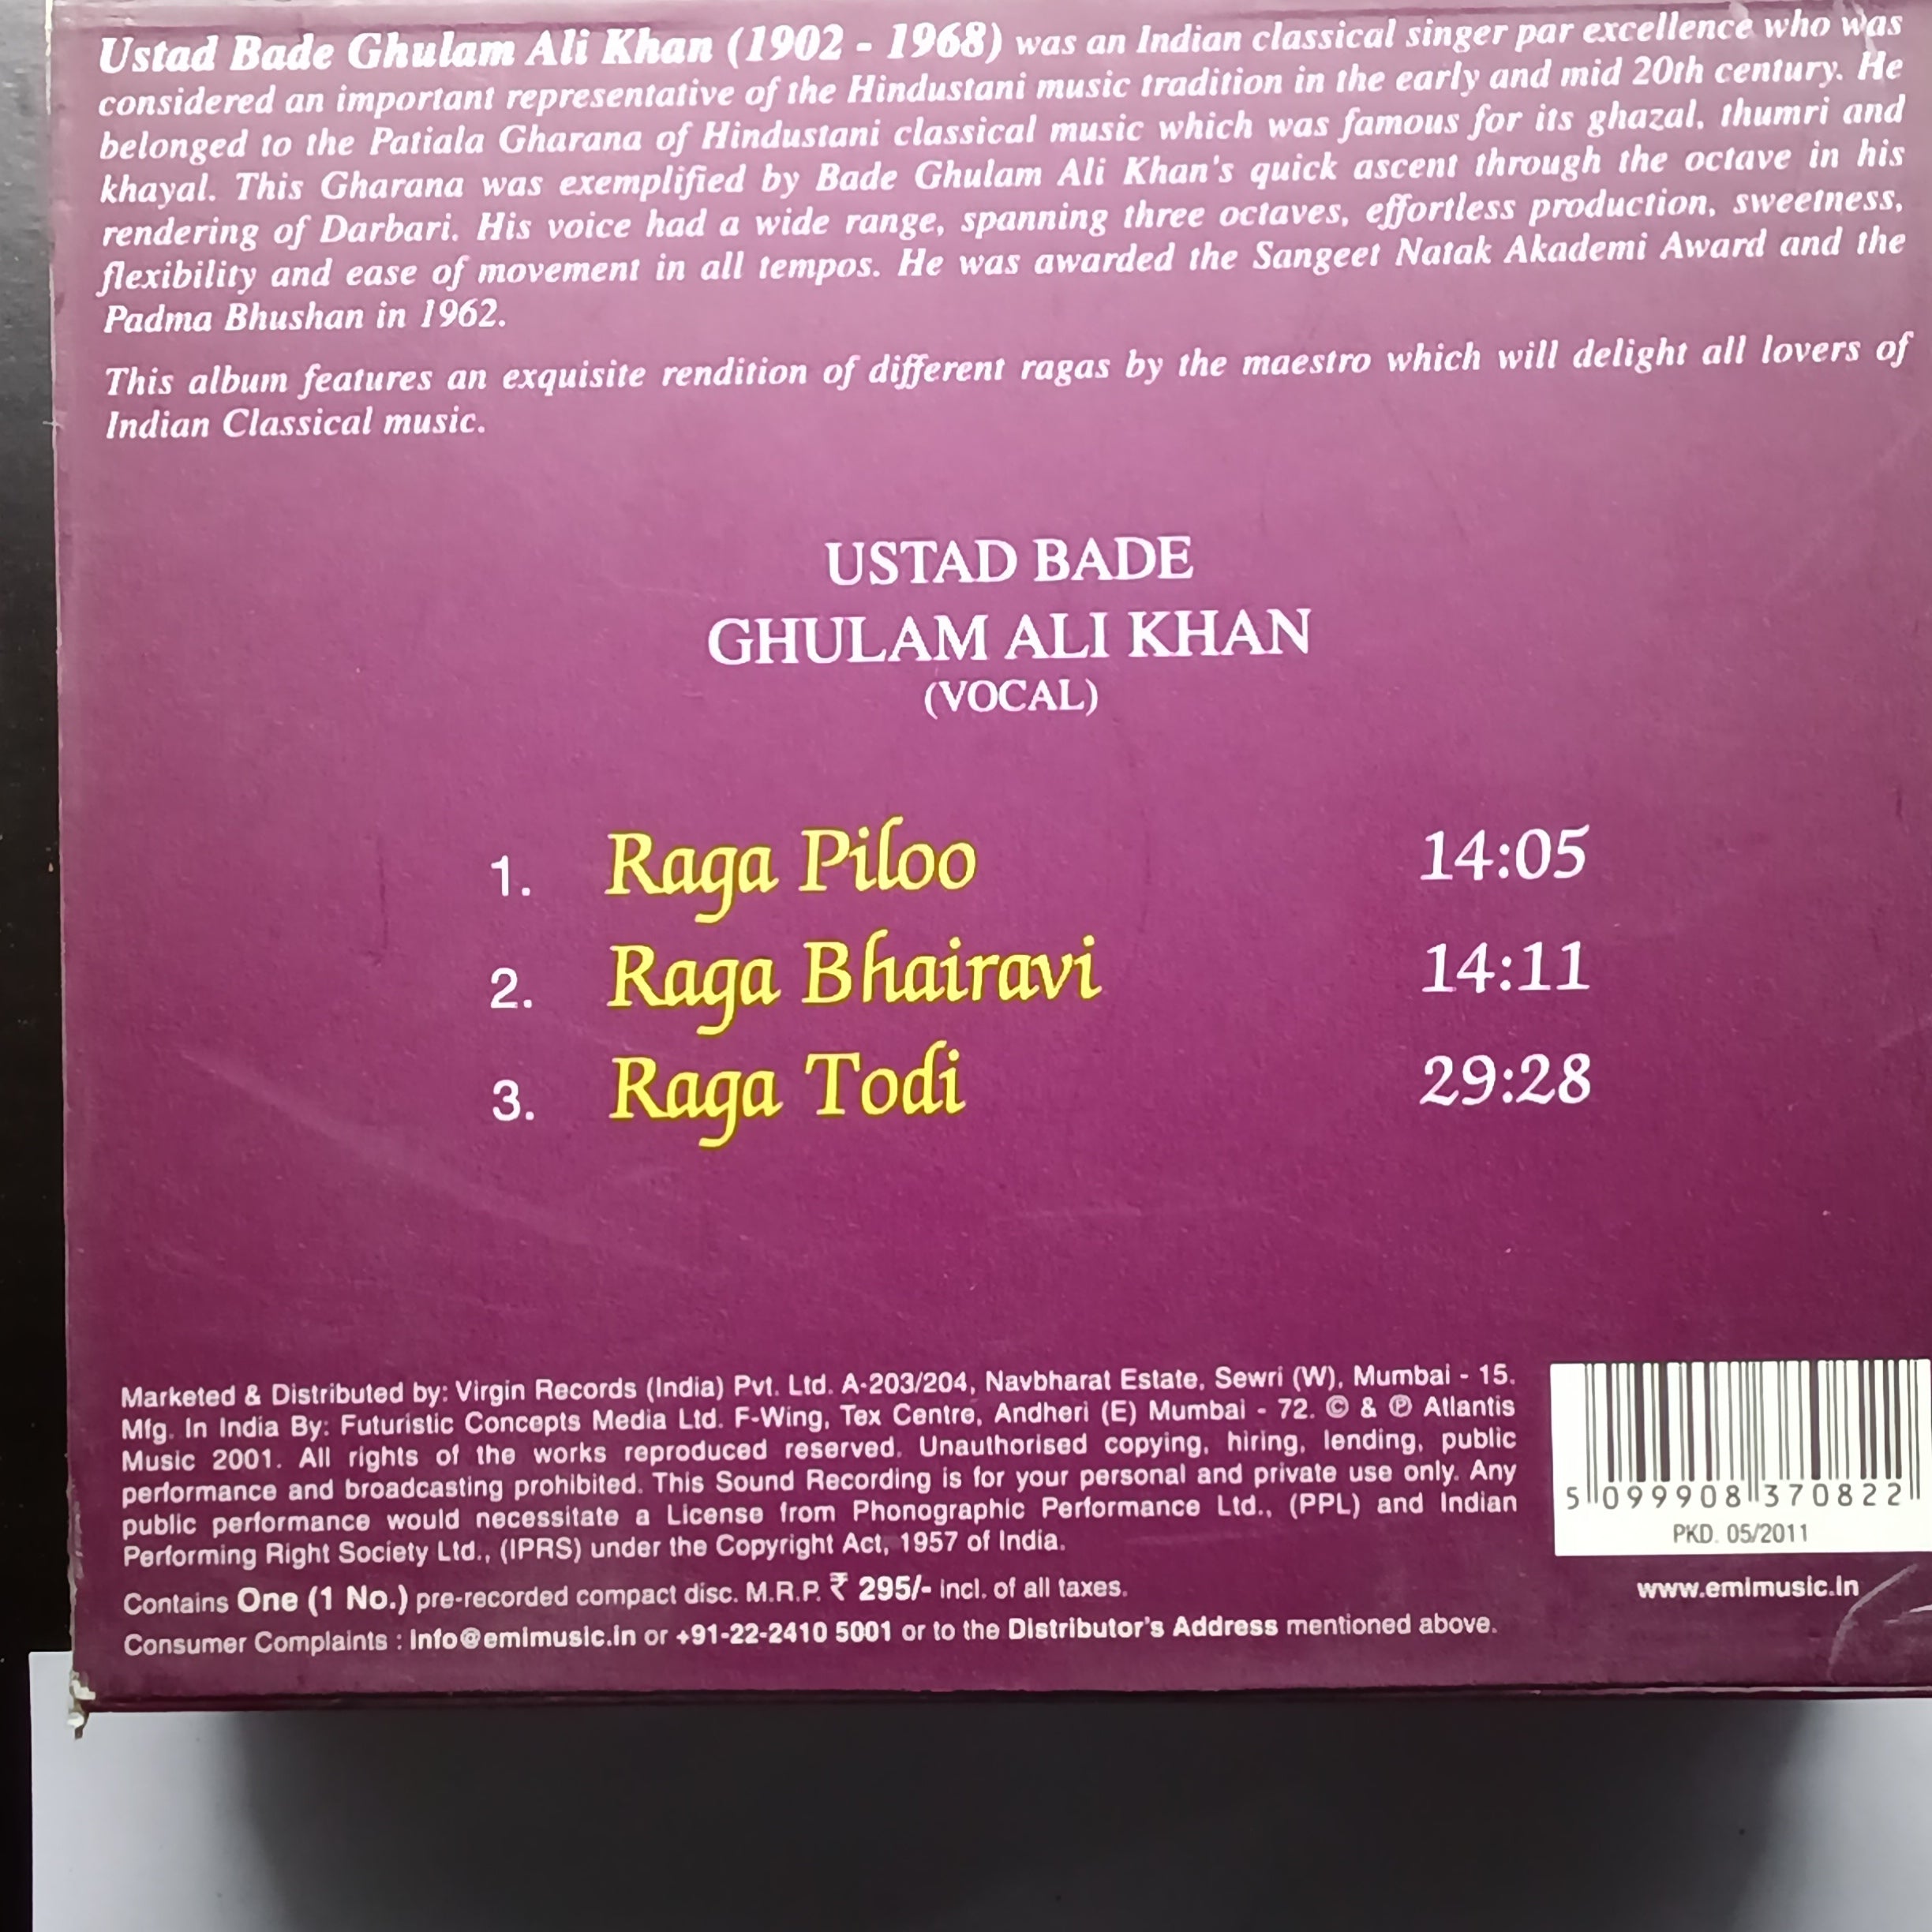 Ustad Bade Ghulam Ali Khan (1902 - 1968) was an Indian classical singer par excellence who was
considered an important representative of the Hindustani music tradition in the early and mid 20th century. He
belonged to the Patiala Gharana of Hindustani classical music which was famous for its ghazal, thumri and
khayal. This Gharana was exemplified by Bade Ghulam Ali Khan's quick ascent through the octave in his
rendering of Darbari. His voice had a wide range, spanning three octaves, effortless production, sweetness,
flexibility and ease of movement in all tempos. He was awarded the Sangeet Natak Akademi Award and the
Padma Bhushan in 1962.
This album features an exquisite rendition of different ragas by the maestro which will delight all lovers of
Indian Classical music.
USTAD BADE
GHULAM ALI KHAN
(VOCAL)
1. Raga Piloo 14:05
2. Raga Bhairavi 14:11
3. Raga Todi 29:28
Marketed & Distributed by: Virgin Records (India) Pvt. Ltd. A-203/204, Navbharat Estate, Sewri (W), Mumbai - 15.
Mfg. In India By: Futuristic Concepts Media Ltd. F-Wing, Tex Centre, Andheri (E) Mumbai - 72. © & ℗ Atlantis
Music 2001. All rights of the works reproduced reserved. Unauthorised copying, hiring, lending, public
performance and broadcasting prohibited. This Sound Recording is for your personal and private use only. Any
public performance would necessitate a License from Phonographic Performance Ltd., (PPL) and Indian
Performing Right Society Ltd., (IPRS) under the Copyright Act, 1957 of India.
Contains One (1 No.) pre-recorded compact disc. M.R.P. ₹ 295/- incl. of all taxes.
Consumer Complaints : info@emimusic.in or +91-22-2410 5001 or to the Distributor's Address mentioned above.
5 099908 370822
PKD. 05/2011
www.emimusic.in